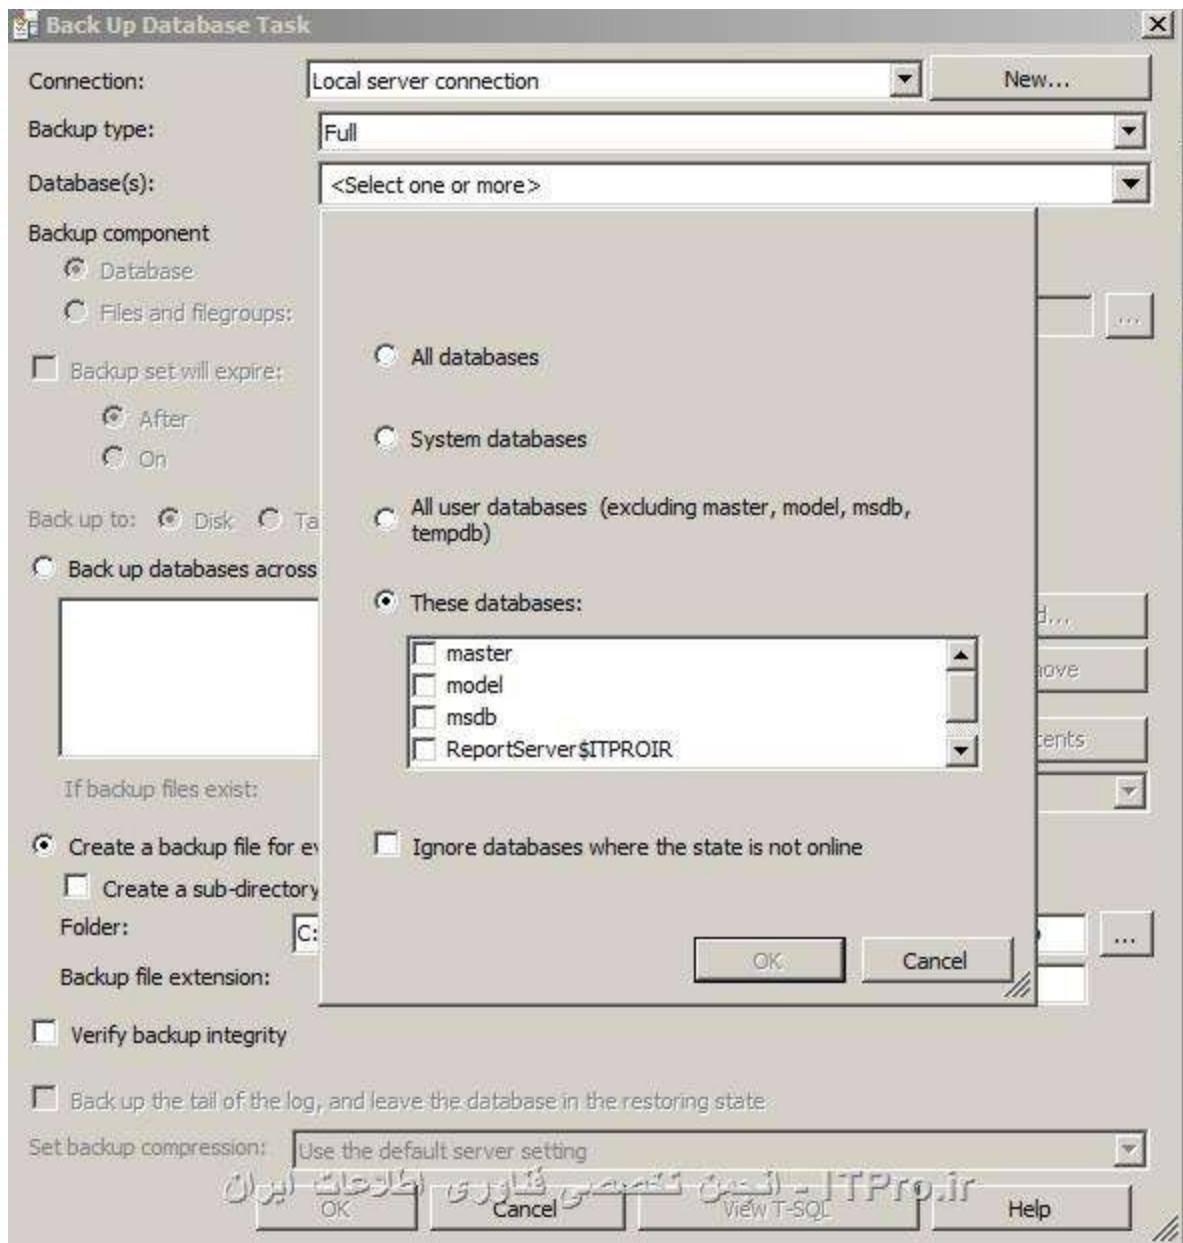 Back Up Database Task
Connection:
Local server connection
New...
Backup type:
Full
Database(s):
<Select one or more>
Backup component
Database
Files and filegroups:
...
All databases
Backup set will expire:
After
System databases
On
All user databases (excluding master, model, msdb,
tempdb)
Back up to: Disk Ta
Back up databases across
These databases:
master
model
msdb
ReportServer$ITPROIR
If backup files exist:
Create a backup file for
Ignore databases where the state is not online
Create a sub-directory
Folder:
C:
...
OK
Cancel
Backup file extension:
Verify backup integrity
Back up the tail of the log, and leave the database in the restoring state
Set backup compression:
Use the default server setting
ITPro.ir - انجمن تخصصی فناوری اطلاعات ایران
OK
Cancel
View T-SQL
Help